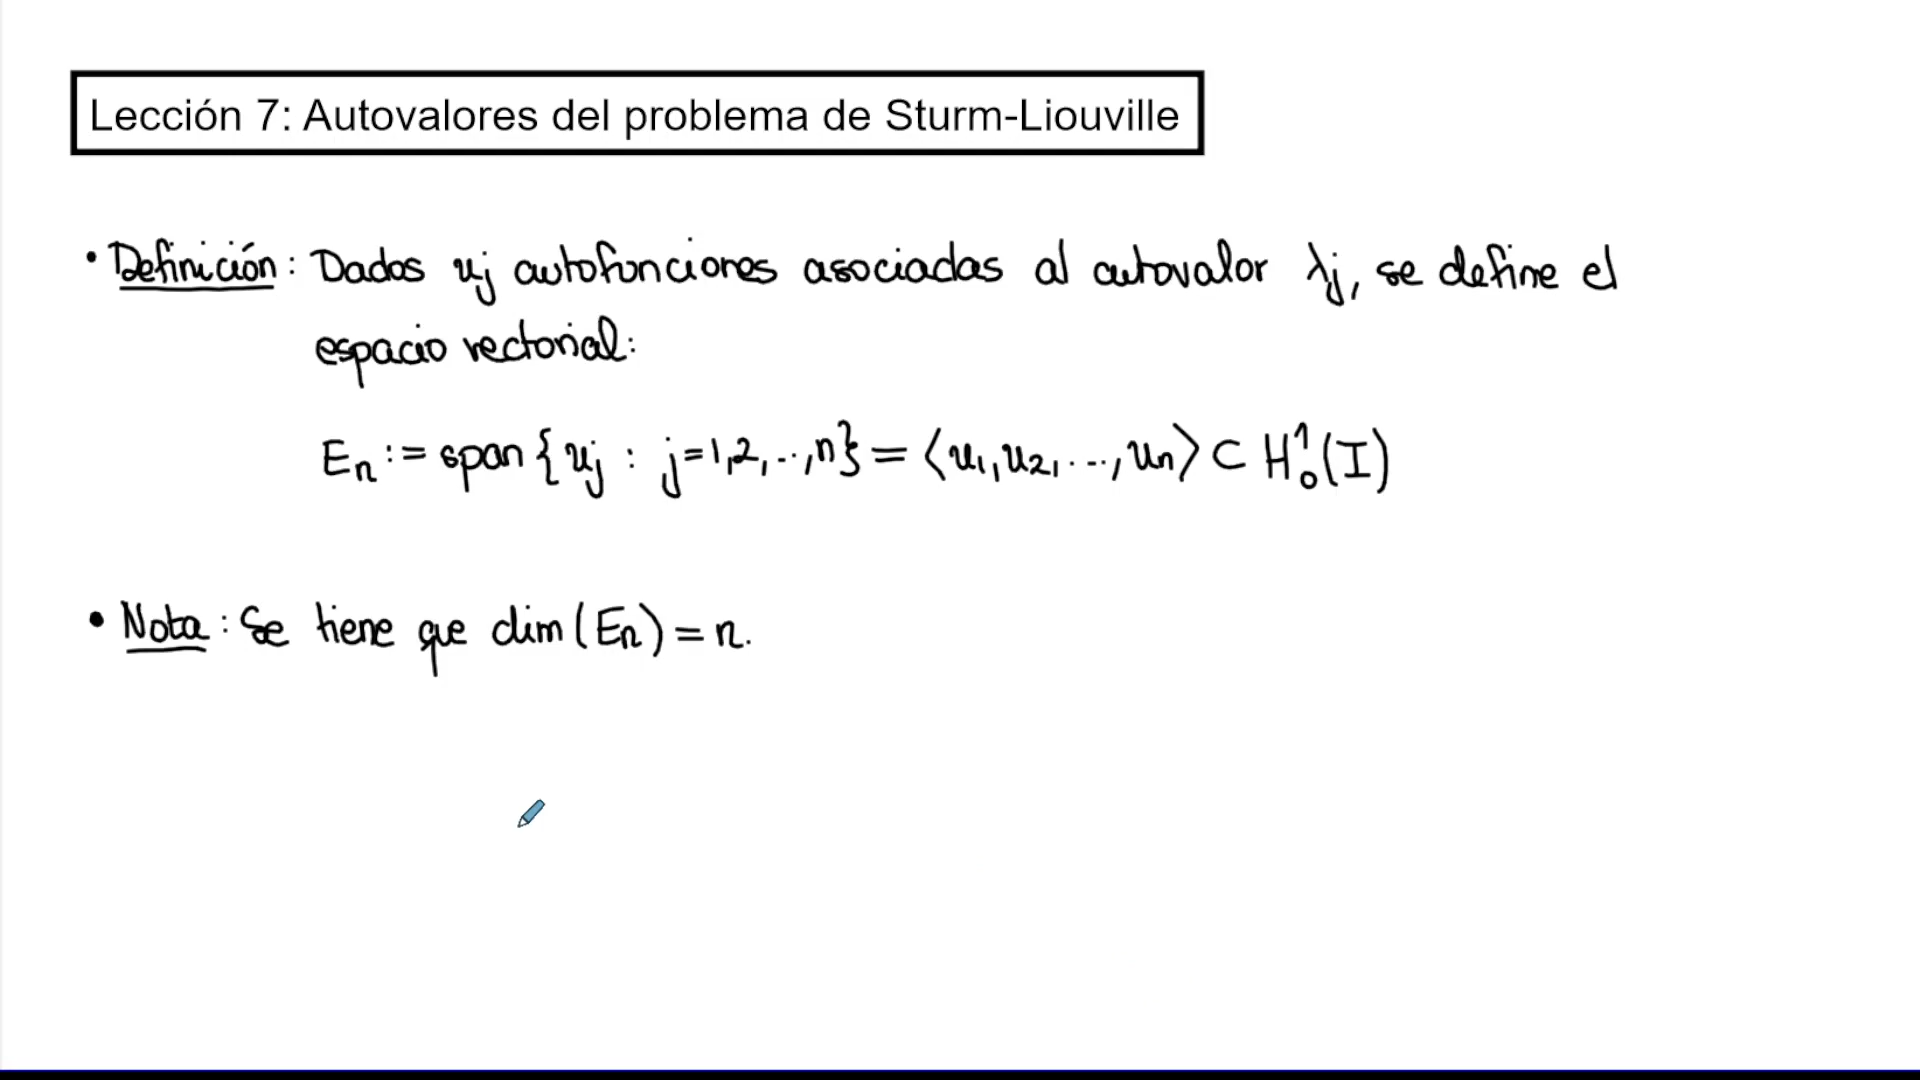 Lección 7: Autovalores del problema de Sturm-Liouville
• Definición: Dados uj autofunciones asociadas al autovalor λj, se define el
espacio vectorial:
En := span{uj : j=1,2,...,n} = ⟨u1,u2,...,un⟩ ⊂ H¹₀(I)
• Nota: Se tiene que dim(En) = n.